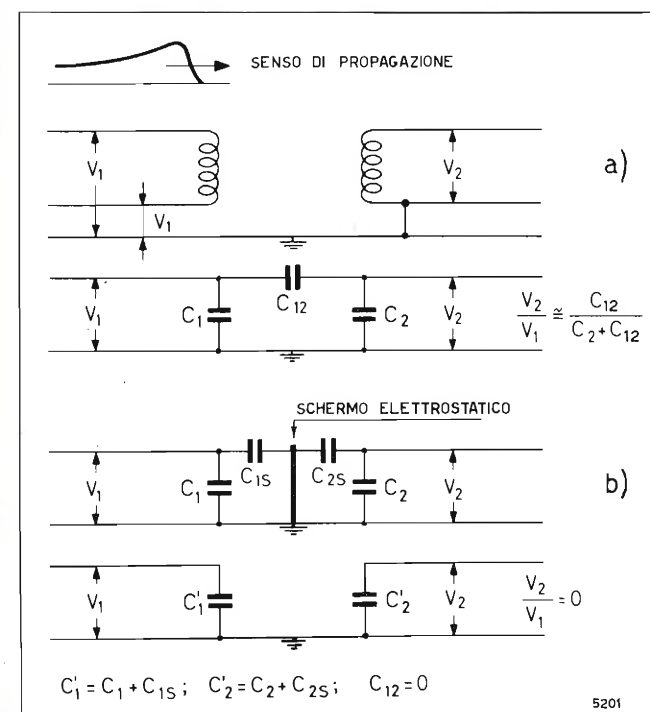 SENSO DI PROPAGAZIONE
V₁
V₁
V₂
a)
V₁
C₁
C₁₂
C₂
V₂
V₂/V₁ ≅ C₁₂/(C₂+C₁₂)
SCHERMO ELETTROSTATICO
V₁
C₁
C₁S
C₂S
C₂
V₂
b)
V₁
C'₁
C'₂
V₂
V₂/V₁ = 0
C'₁ = C₁ + C₁S ; C'₂ = C₂ + C₂S ; C₁₂ = 0
5201